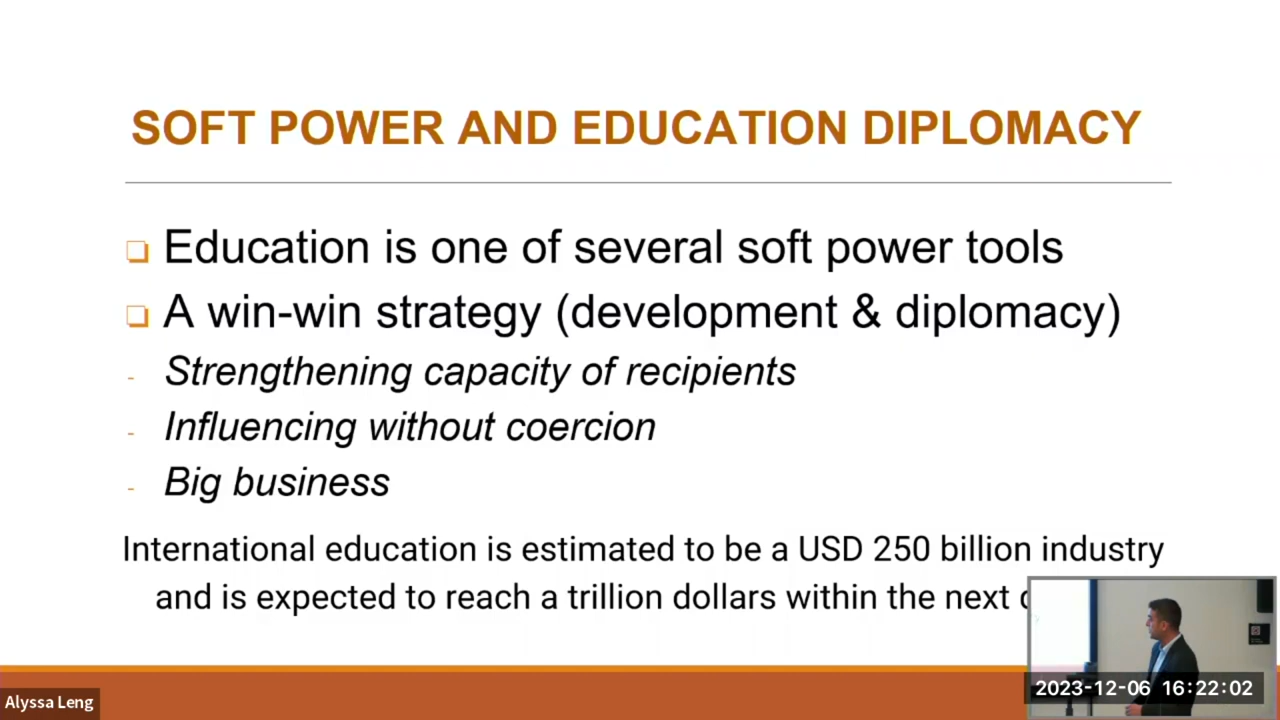 SOFT POWER AND EDUCATION DIPLOMACY
❏ Education is one of several soft power tools
❏ A win-win strategy (development & diplomacy)
- Strengthening capacity of recipients
- Influencing without coercion
- Big business
International education is estimated to be a USD 250 billion industry
and is expected to reach a trillion dollars within the next
2023-12-06 16:22:02
Alyssa Leng